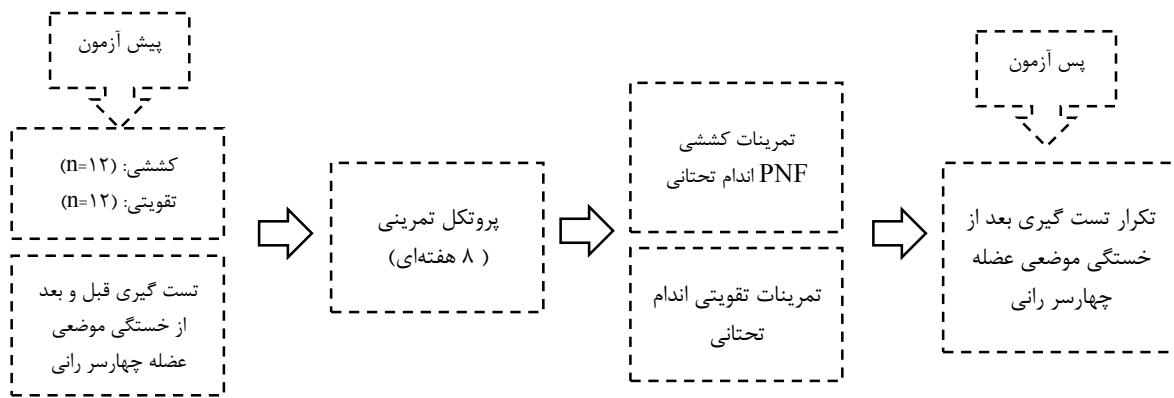 پیش آزمون
کششی: (n=۱۲)
تقویتی: (n=۱۲)
تست گیری قبل و بعد
از خستگی موضعی
عضله چهارسر رانی
پروتکل تمرینی
( ۸ هفته‌ای)
تمرینات کششی
PNF اندام تحتانی
تمرینات تقویتی اندام
تحتانی
پس آزمون
تکرار تست گیری بعد از
خستگی موضعی عضله
چهارسر رانی